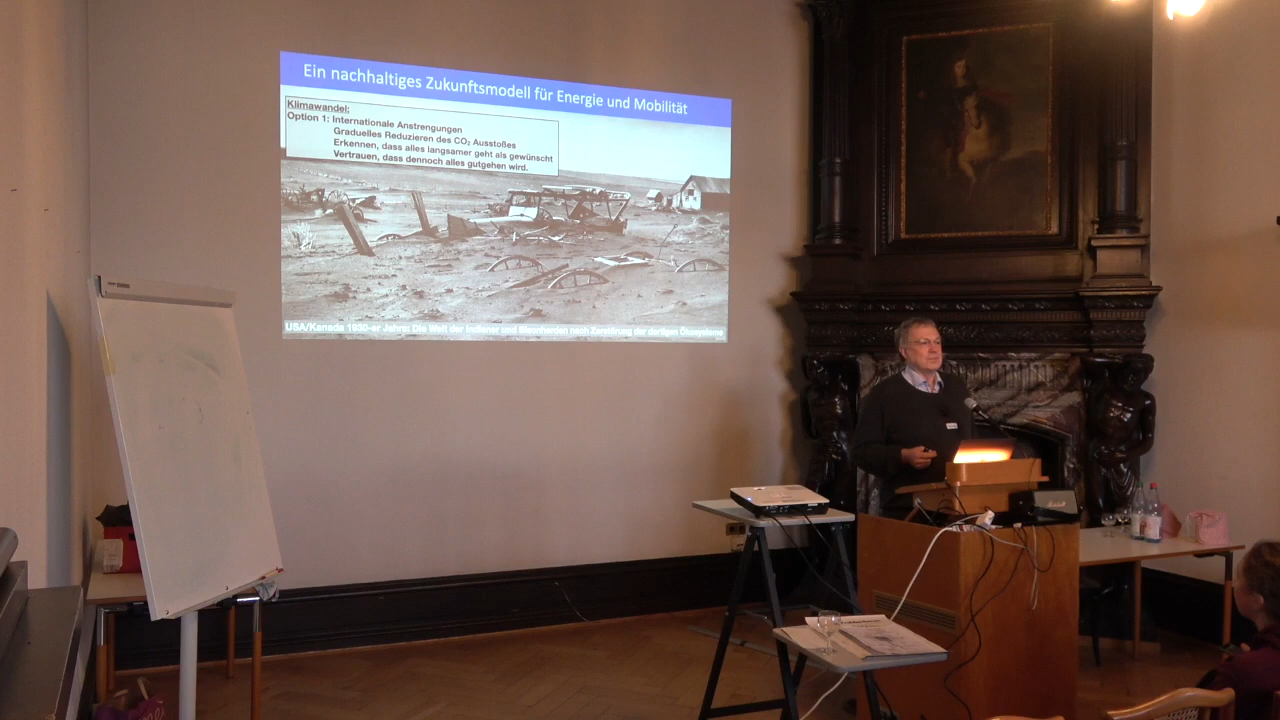 Ein nachhaltiges Zukunftsmodell für Energie und Mobilität
Klimawandel:
Option 1: Internationale Anstrengungen
Graduelles Reduzieren des CO₂ Ausstoßes
Erkennen, dass alles langsamer geht als gewünscht
Vertrauen, dass dennoch alles gutgehen wird.
USA/Kanada 1930-er Jahre: Die Welt der Indianer und Bisonherden nach Zerstörung der dortigen Ökosysteme